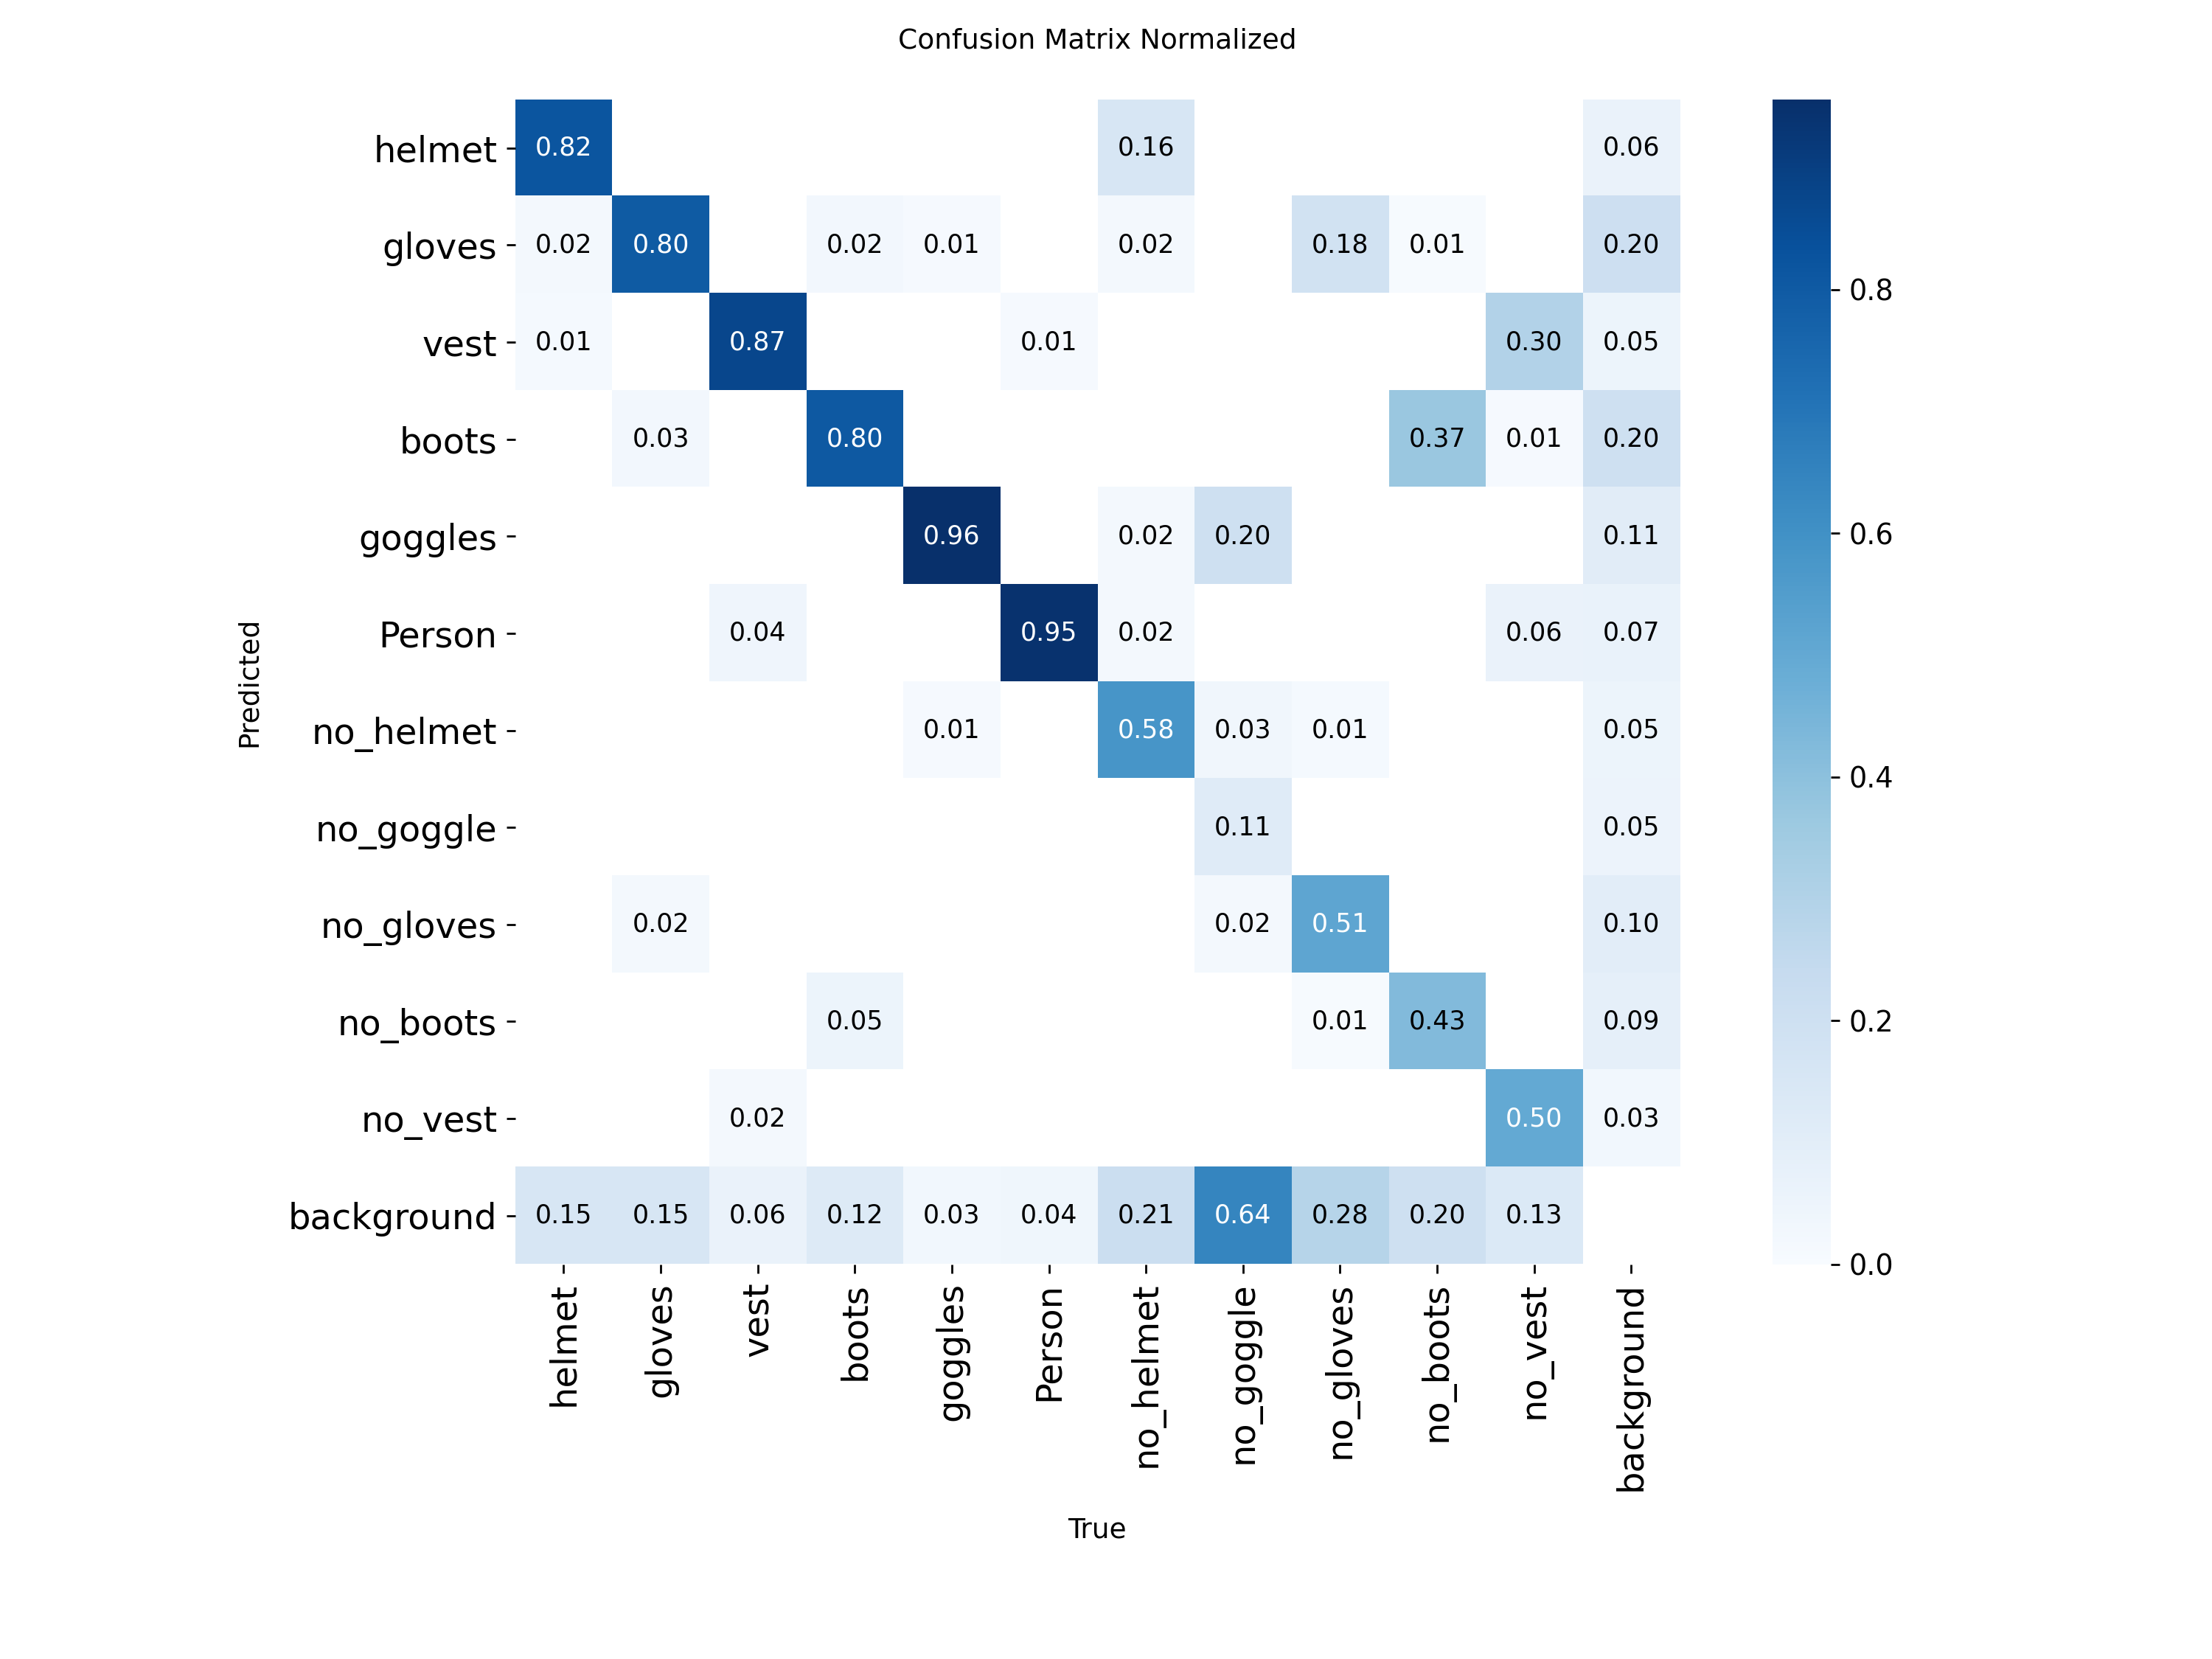 Confusion Matrix Normalized
helmet 0.82 0.16 0.06
gloves 0.02 0.80 0.02 0.01 0.02 0.18 0.01 0.20
vest 0.01 0.87 0.01 0.30 0.05
boots 0.03 0.80 0.37 0.01 0.20
goggles 0.96 0.02 0.20 0.11
Person 0.04 0.95 0.02 0.06 0.07
no_helmet 0.01 0.58 0.03 0.01 0.05
no_goggle 0.11 0.05
no_gloves 0.02 0.02 0.51 0.10
no_boots 0.05 0.01 0.43 0.09
no_vest 0.02 0.50 0.03
background 0.15 0.15 0.06 0.12 0.03 0.04 0.21 0.64 0.28 0.20 0.13
helmet gloves vest boots goggles Person no_helmet no_goggle no_gloves no_boots no_vest background
True
Predicted
0.8
0.6
0.4
0.2
0.0